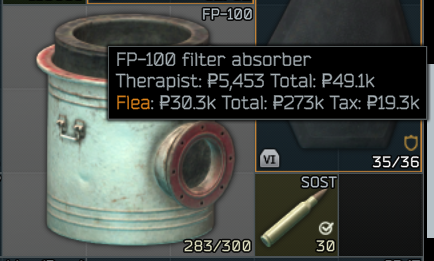 FP-100
FP-100 filter absorber
Therapist: ₽5,453 Total: ₽49.1k
Flea: ₽30.3k Total: ₽273k Tax: ₽19.3k
VI
35/36
SOST
283/300
30